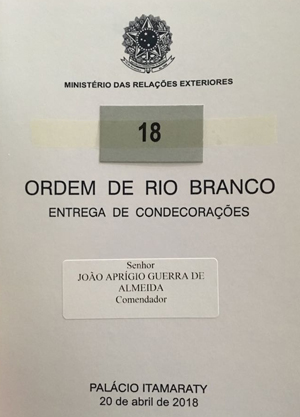 MINISTÉRIO DAS RELAÇÕES EXTERIORES
18
ORDEM DE RIO BRANCO
ENTREGA DE CONDECORAÇÕES
Senhor
JOÃO APRÍGIO GUERRA DE
ALMEIDA
Comendador
PALÁCIO ITAMARATY
20 de abril de 2018